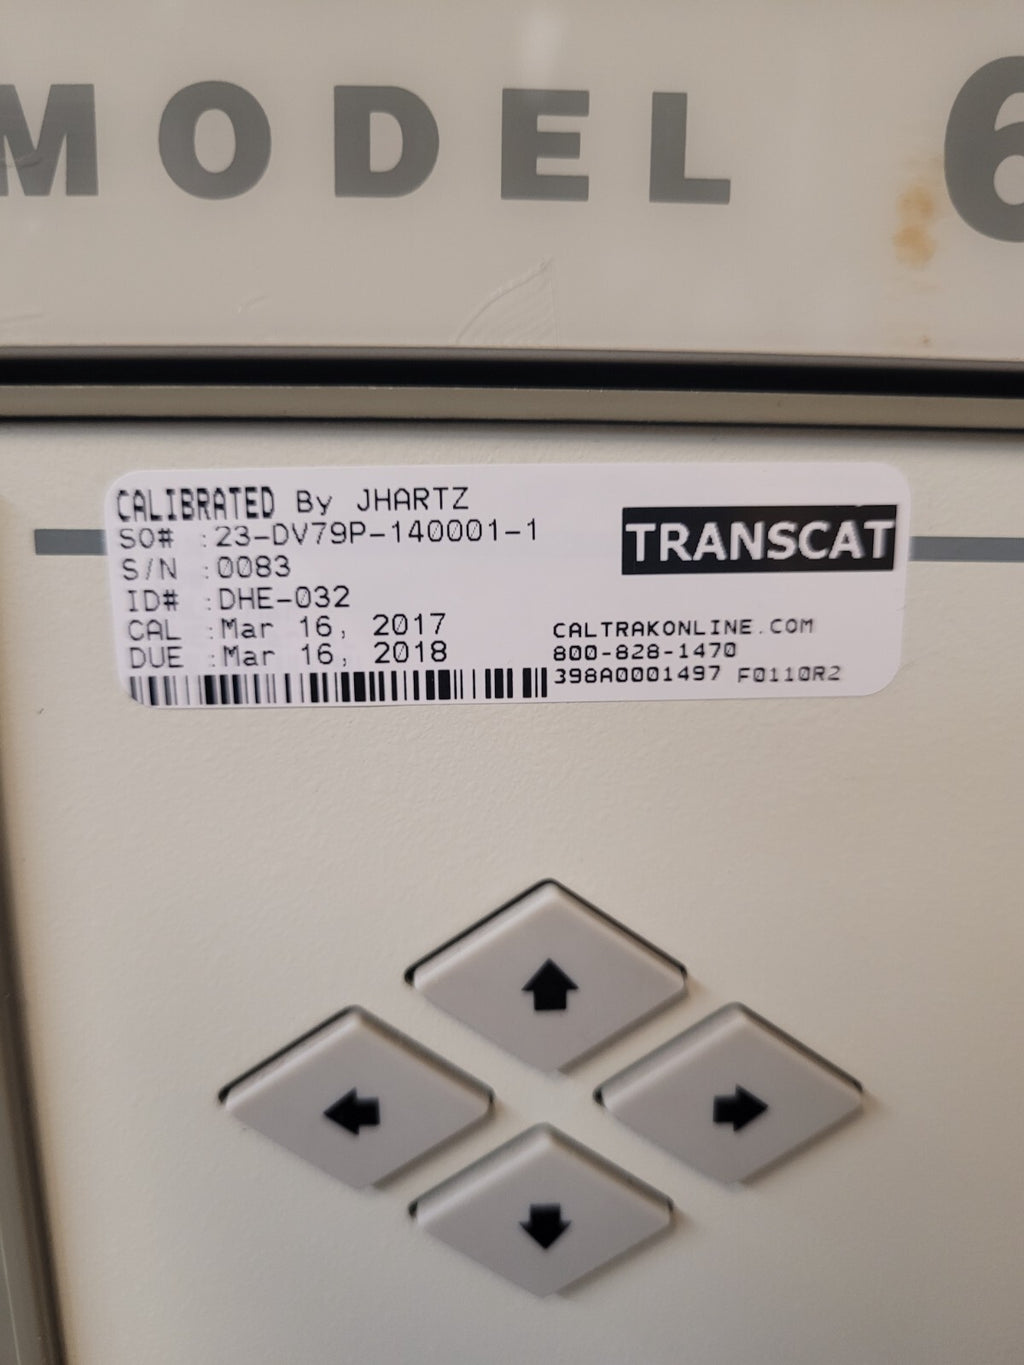 MODEL 6
CALIBRATED By JHARTZ
SO# :23-DV79P-140001-1
TRANSCAT
S/N :0083
ID# :DHE-032
CAL :Mar 16, 2017
DUE :Mar 16, 2018
CALTRAKONLINE.COM
800-828-1470
398A0001497 F0110R2